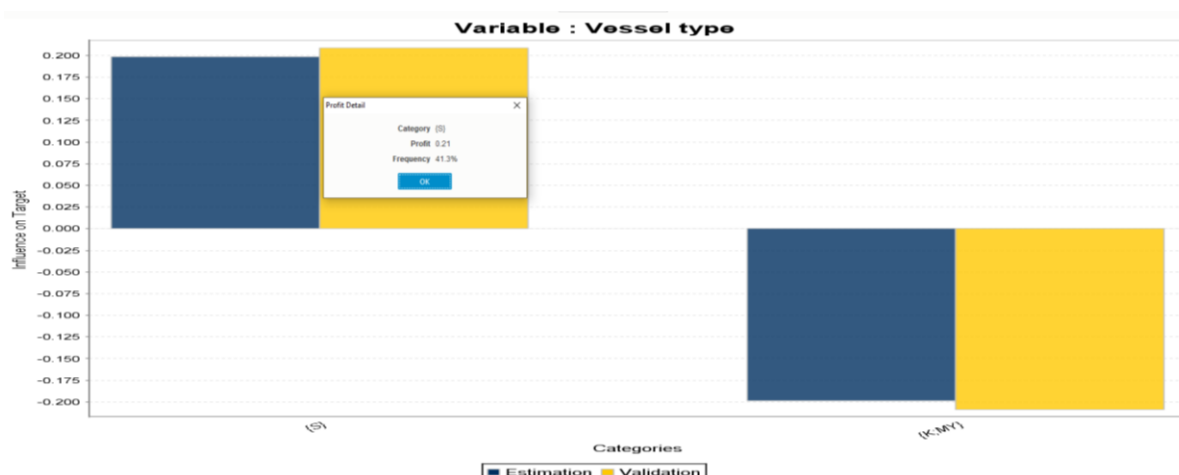 Variable : Vessel type
Influence on Target
0.200
0.175
0.150
0.125
0.100
0.075
0.050
0.025
0.000
-0.025
-0.050
-0.075
-0.100
-0.125
-0.150
-0.175
-0.200
Profit Detail
Category {S}
Profit 0.21
Frequency 41.3%
OK
{S}
{K;MY}
Categories
Estimation Validation